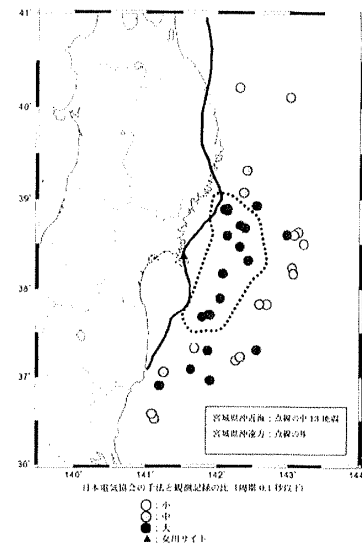 41°
40°
39°
38°
37°
36°
宮城県沖近海：点線の中13地震
宮城県沖遠方：点線の外
140°
141°
142°
143°
144
日本電気協会の手法と観測記録の比（周期0.1秒以下）
○：小
○：中
●：大
▲：女川サイト